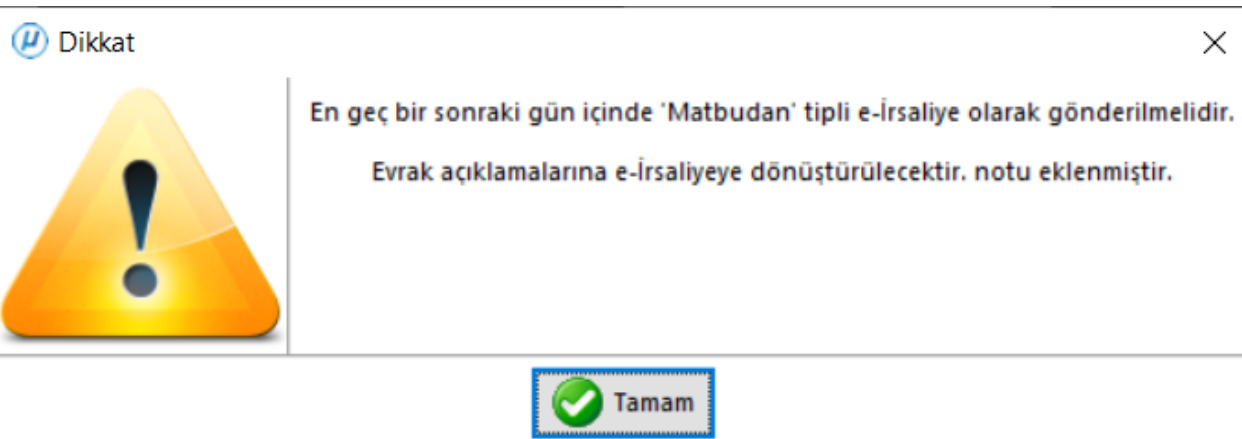 Dikkat
En geç bir sonraki gün içinde 'Matbudan' tipli e-İrsaliye olarak gönderilmelidir.
Evrak açıklamalarına e-İrsaliyeye dönüştürülecektir. notu eklenmiştir.
Tamam